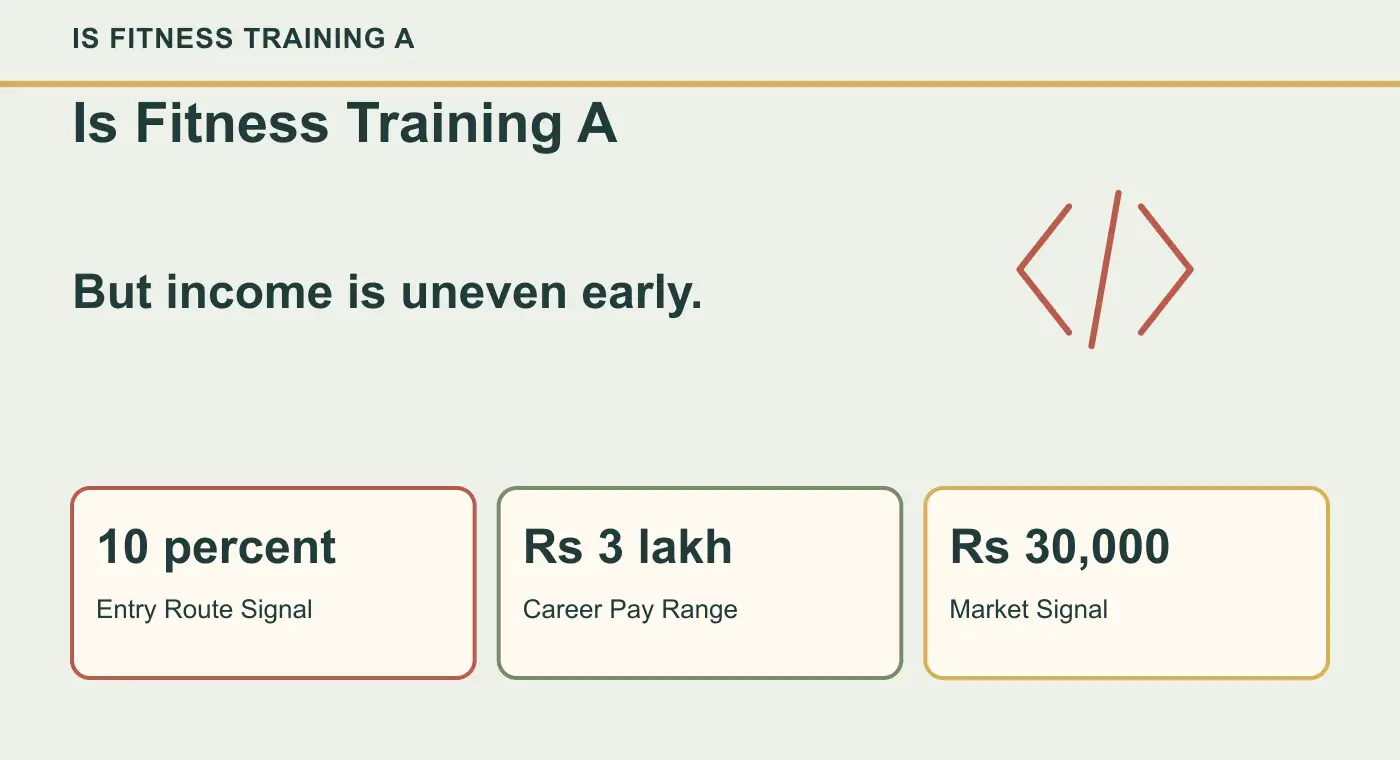 IS FITNESS TRAINING A
Is Fitness Training A
But income is uneven early.
10 percent
Entry Route Signal
Rs 3 lakh
Career Pay Range
Rs 30,000
Market Signal